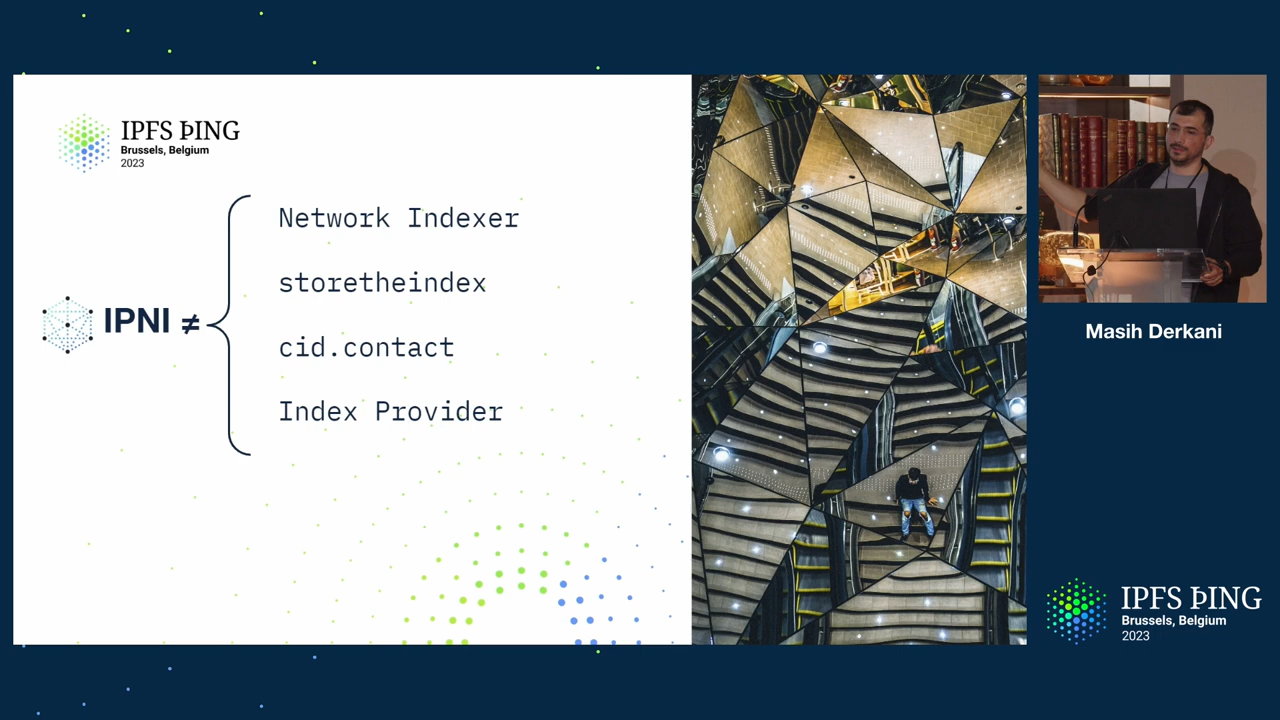 IPFS ÞING
Brussels, Belgium
2023
IPNI ≠
Network Indexer
storetheindex
cid.contact
Index Provider
Masih Derkani
IPFS ÞING
Brussels, Belgium
2023